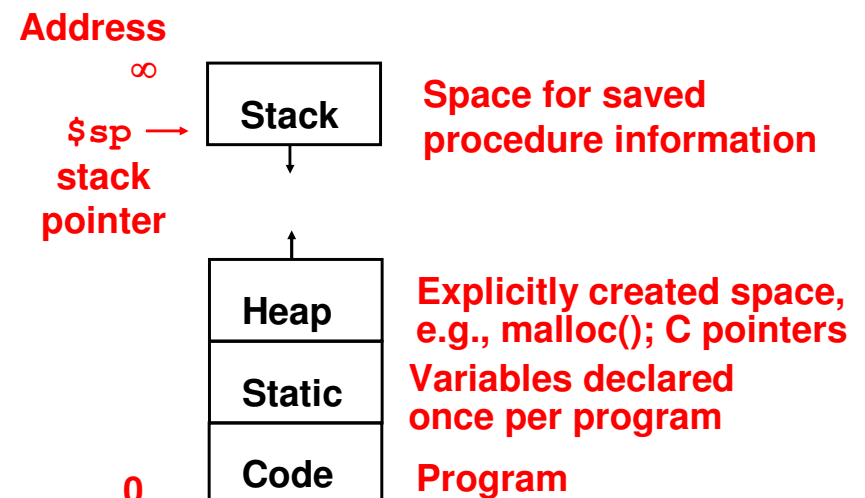 Address
∞
Stack
Space for saved
procedure information
$sp
stack
pointer
Heap
Explicitly created space,
e.g., malloc(); C pointers
Static
Variables declared
once per program
Code
Program
0